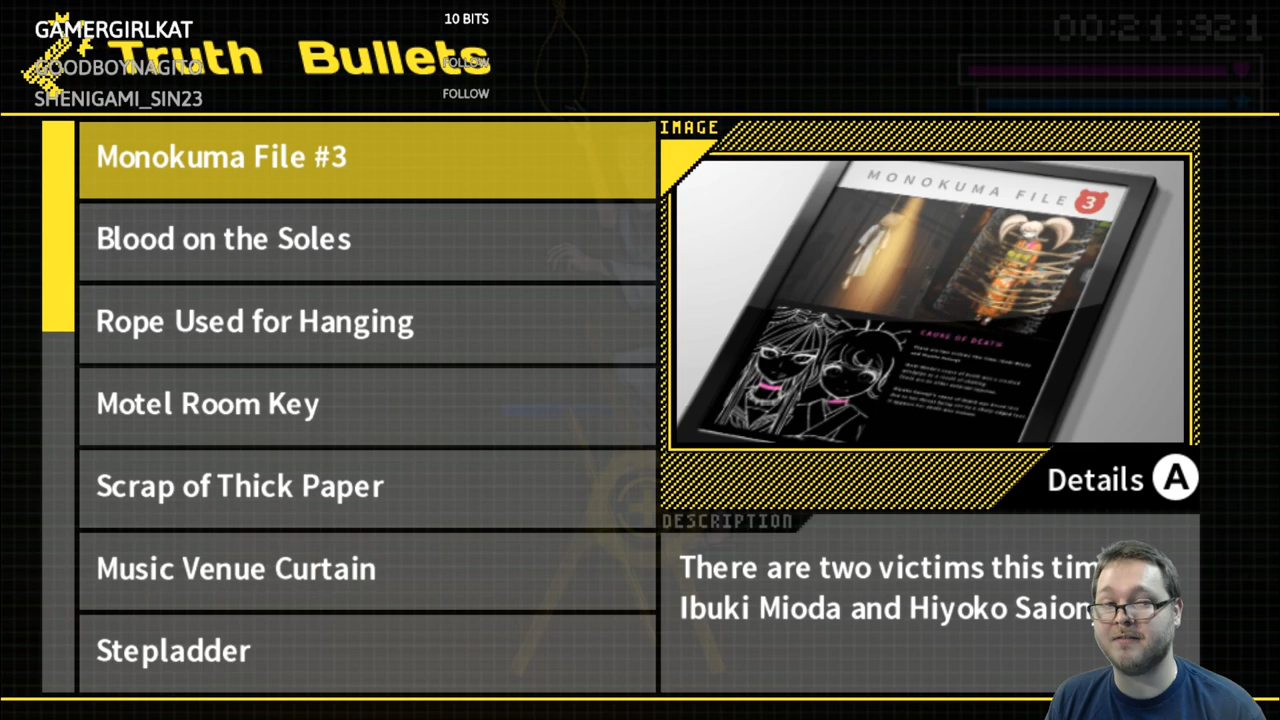 GAMERGIRLKAT
10 BITS
GOODBOYNAGITO
FOLLOW
SHENIGAMI_SIN23
FOLLOW
Truth Bullets
00:21:921
Monokuma File #3
Blood on the Soles
Rope Used for Hanging
Motel Room Key
Scrap of Thick Paper
Music Venue Curtain
Stepladder
IMAGE
MONOKUMA FILE 3
CAUSE OF DEATH
Details A
DESCRIPTION
There are two victims this tim
Ibuki Mioda and Hiyoko Saion